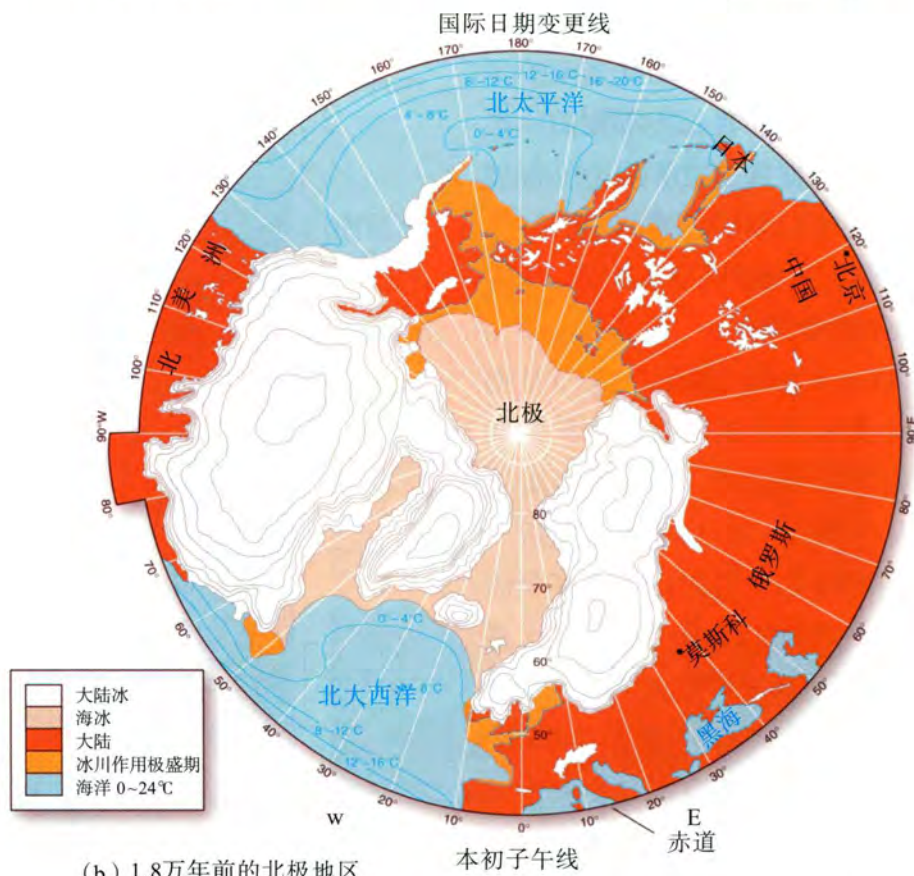 国际日期变更线
180°
170°
170°
160°
160°
150°
150°
140°
140°
130°
130°
120°
120°
110°
110°
100°
100°
90°W
90°E
80°
80°
70°
70°
60°
60°
50°
50°
40°
40°
30°
30°
20°
20°
10°
10°
0°
8°-12°C
12°-16°C
16°-20°C
4°-8°C
0°-4°C
北太平洋
日本
北京
中国
北美洲
北极
80°
70°
60°
50°
俄罗斯
莫斯科
黑海
0°-4°C
8°C
8°-12°C
12°-16°C
北大西洋
大陆冰
海冰
大陆
冰川作用极盛期
海洋 0~24℃
W
E
赤道
本初子午线
(b) 1.8万年前的北极地区